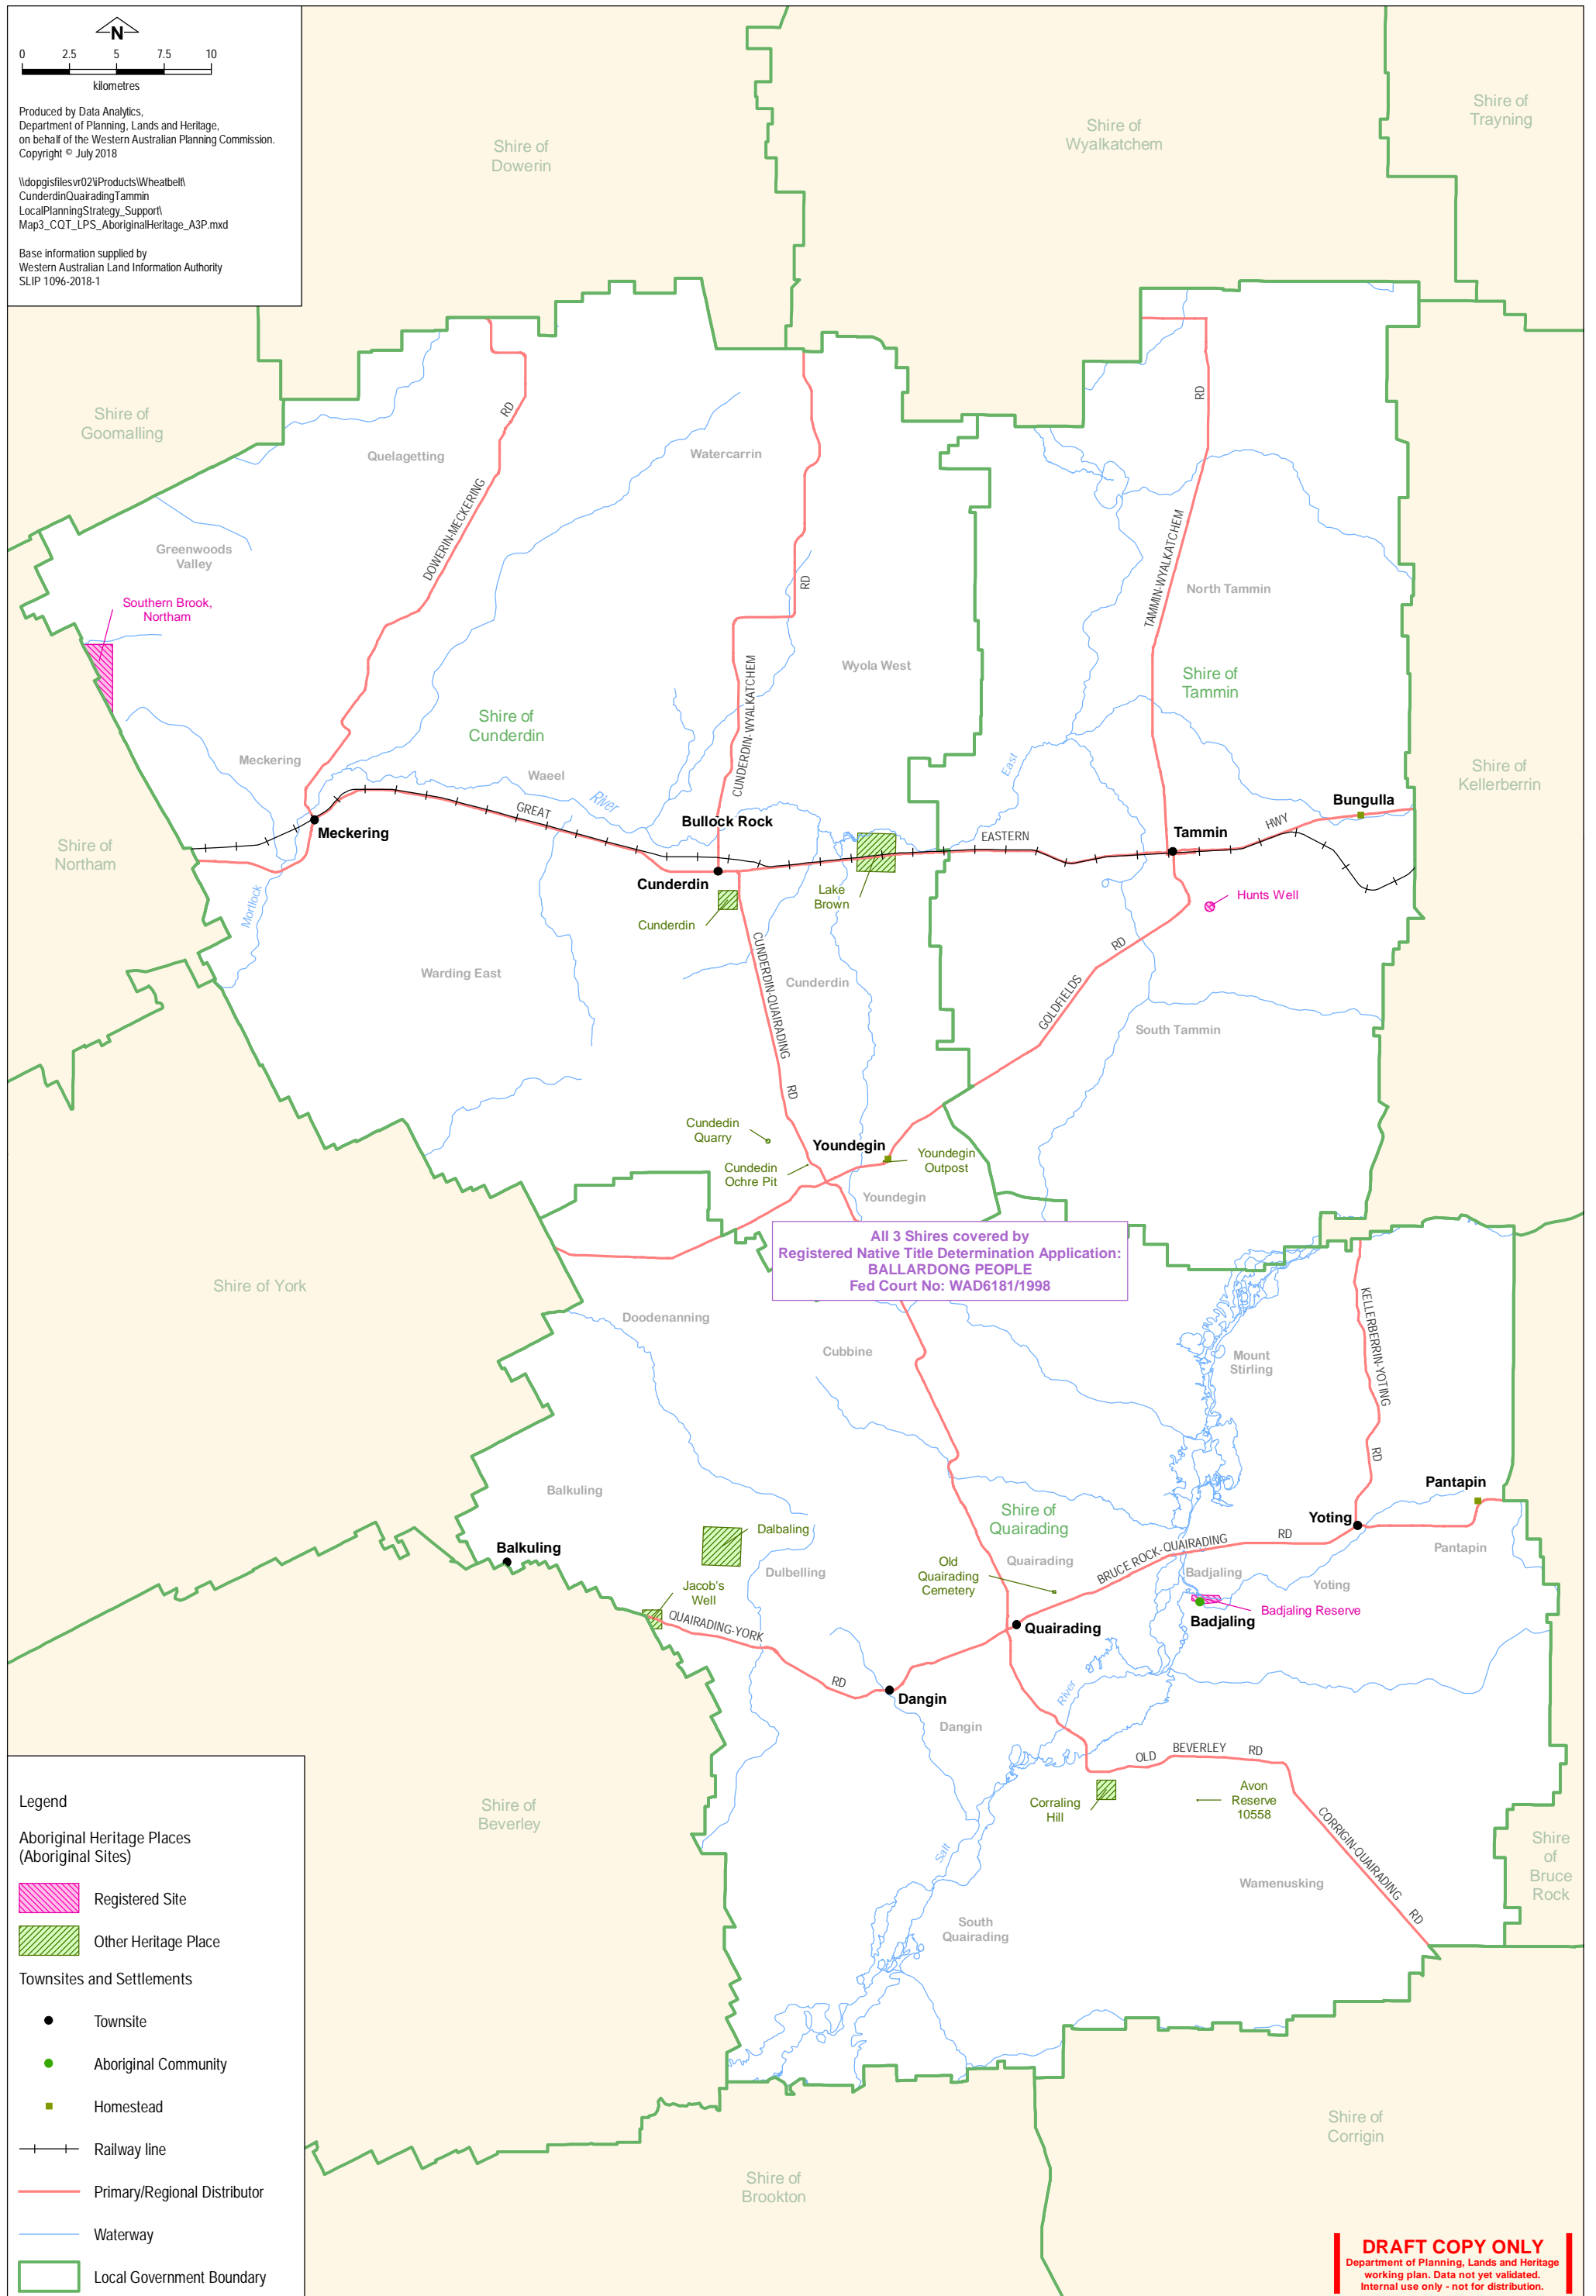 N
0 2.5 5 7.5 10
kilometres
Produced by Data Analytics,
Department of Planning, Lands and Heritage,
on behalf of the Western Australian Planning Commission.
Copyright © July 2018
\\dopgisfilesvr02\iProducts\Wheatbelt\
CunderdinQuairadingTammin
LocalPlanningStrategy_Support\
Map3_CQT_LPS_AboriginalHeritage_A3P.mxd
Base information supplied by
Western Australian Land Information Authority
SLIP 1096-2018-1
Shire of
Dowerin
Shire of
Wyalkatchem
Shire of
Trayning
Shire of
Goomalling
Quelagetting
Watercarrin
RD
RD
DOWERIN-MECKERING
Greenwoods
Valley
Southern Brook,
Northam
RD
TAMMIN-WYALKATCHEM
North Tammin
Wyola West
Shire of
Cunderdin
Shire of
Tammin
CUNDERDIN-WYALKATCHEM
Meckering
Waeel
East
Shire of
Kellerberrin
River
GREAT
Bullock Rock
Bungulla
Meckering
EASTERN
Tammin
HWY
Shire of
Northam
Cunderdin
Lake
Brown
Hunts Well
Mortlock
Cunderdin
RD
Warding East
CUNDERDIN-QUAIRADING
Cunderdin
GOLDFIELDS
South Tammin
RD
Cundedin
Quarry
Youndegin
Youndegin
Outpost
Cundedin
Ochre Pit
Youndegin
All 3 Shires covered by
Registered Native Title Determination Application:
BALLARDONG PEOPLE
Fed Court No: WAD6181/1998
Shire of York
Doodenanning
Cubbine
Mount
Stirling
KELLERBERRIN-YOTING
RD
Balkuling
Pantapin
Shire of
Quairading
Yoting
Dalbaling
Balkuling
RD
BRUCE ROCK-QUAIRADING
Pantapin
Quairading
Old
Quairading
Cemetery
Dulbelling
Badjaling
Yoting
Jacob's
Well
Badjaling Reserve
QUAIRADING-YORK
Quairading
Badjaling
RD
Dangin
River
Dangin
OLD
BEVERLEY
RD
Corraling
Hill
Avon
Reserve
10558
Shire of
Beverley
CORRIGIN-QUAIRADING
RD
Shire
of
Bruce
Rock
Salt
Wamenusking
South
Quairading
Legend
Aboriginal Heritage Places
(Aboriginal Sites)
Registered Site
Other Heritage Place
Townsites and Settlements
Townsite
Aboriginal Community
Homestead
Railway line
Primary/Regional Distributor
Waterway
Local Government Boundary
Shire of
Corrigin
Shire of
Brookton
DRAFT COPY ONLY
Department of Planning, Lands and Heritage
working plan. Data not yet validated.
Internal use only - not for distribution.